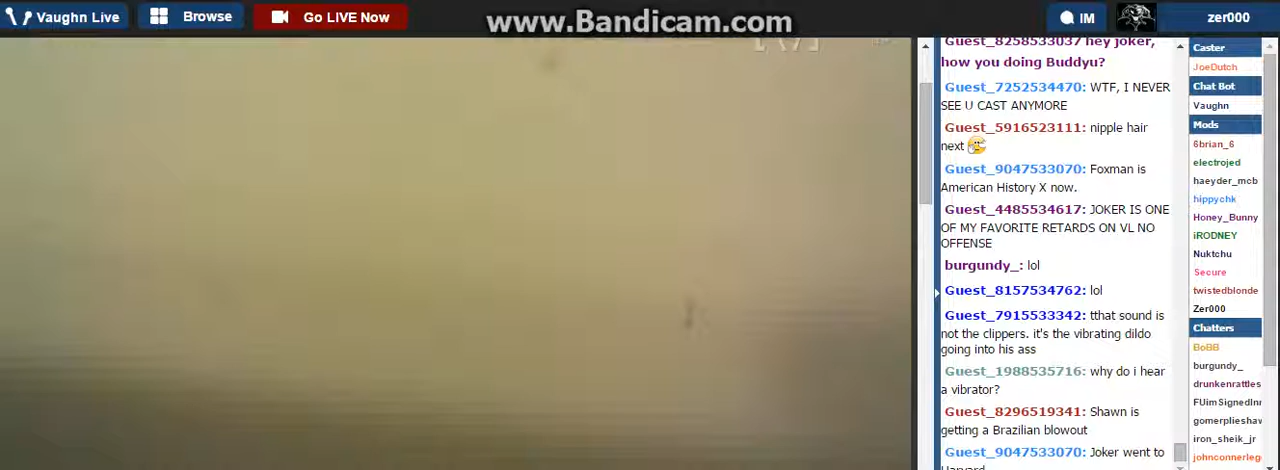 Vaughn Live
Browse
Go LIVE Now
www.Bandicam.com
IM
zer000
Guest_8258533037 hey joker,
how you doing Buddyu?
Guest_7252534470: WTF, I NEVER
SEE U CAST ANYMORE
Guest_5916523111: nipple hair
next
Guest_9047533070: Foxman is
American History X now.
Guest_4485534617: JOKER IS ONE
OF MY FAVORITE RETARDS ON VL NO
OFFENSE
burgundy_: lol
Guest_8157534762: lol
Guest_7915533342: tthat sound is
not the clippers. it's the vibrating dildo
going into his ass
Guest_1988535716: why do i hear
a vibrator?
Guest_8296519341: Shawn is
getting a Brazilian blowout
Guest_9047533070: Joker went to
Harvard
Caster
JoeDutch
Chat Bot
Vaughn
Mods
6brian_6
electrojed
haeyder_mcb
hippychk
Honey_Bunny
iRODNEY
Nuktchu
Secure
twistedblonde
Zer000
Chatters
BoBB
burgundy_
drunkenrattles
FUimSignedInn
gomerplieshaw
iron_sheik_jr
johnconnerleg